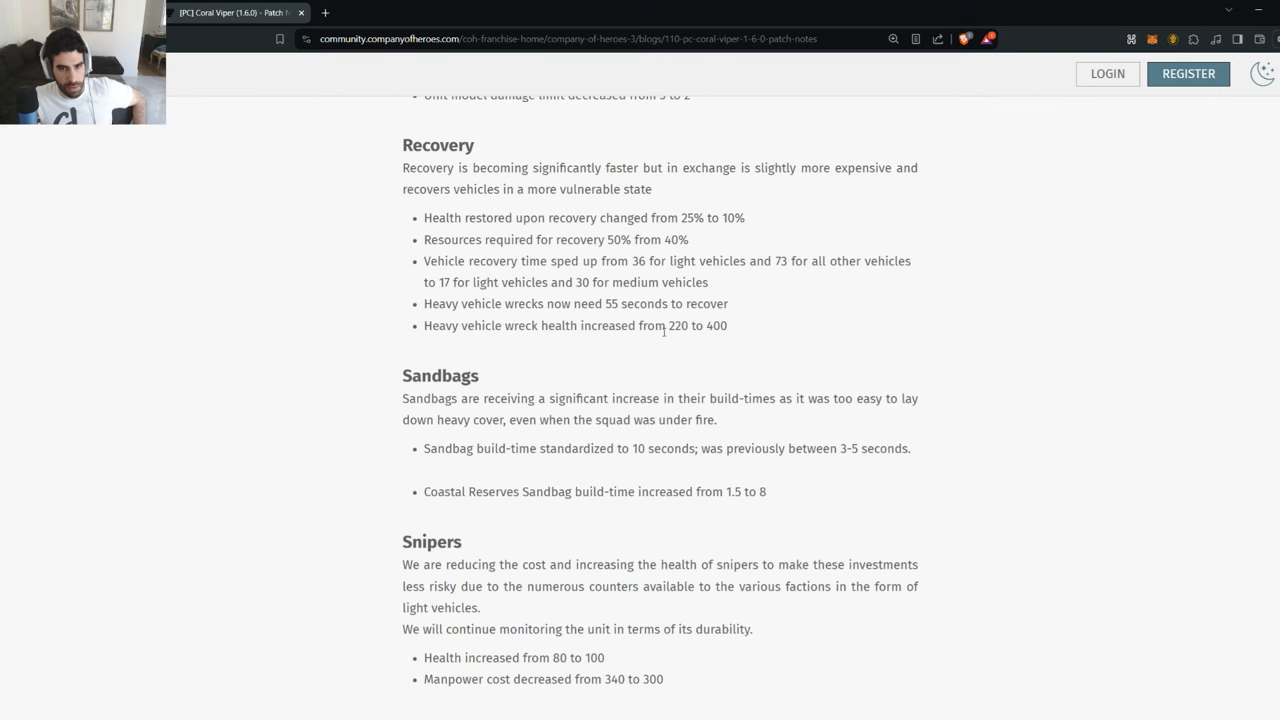 [PC] Coral Viper (1.6.0) - Patch N
community.companyofheroes.com/coh-franchise-home/company-of-heroes-3/blogs/110-pc-coral-viper-1-6-0-patch-notes
LOGIN
REGISTER
Unit model damage limit decreased from 3 to 2
Recovery
Recovery is becoming significantly faster but in exchange is slightly more expensive and
recovers vehicles in a more vulnerable state
• Health restored upon recovery changed from 25% to 10%
• Resources required for recovery 50% from 40%
• Vehicle recovery time sped up from 36 for light vehicles and 73 for all other vehicles
to 17 for light vehicles and 30 for medium vehicles
• Heavy vehicle wrecks now need 55 seconds to recover
• Heavy vehicle wreck health increased from 220 to 400
Sandbags
Sandbags are receiving a significant increase in their build-times as it was too easy to lay
down heavy cover, even when the squad was under fire.
• Sandbag build-time standardized to 10 seconds; was previously between 3-5 seconds.
• Coastal Reserves Sandbag build-time increased from 1.5 to 8
Snipers
We are reducing the cost and increasing the health of snipers to make these investments
less risky due to the numerous counters available to the various factions in the form of
light vehicles.
We will continue monitoring the unit in terms of its durability.
• Health increased from 80 to 100
• Manpower cost decreased from 340 to 300